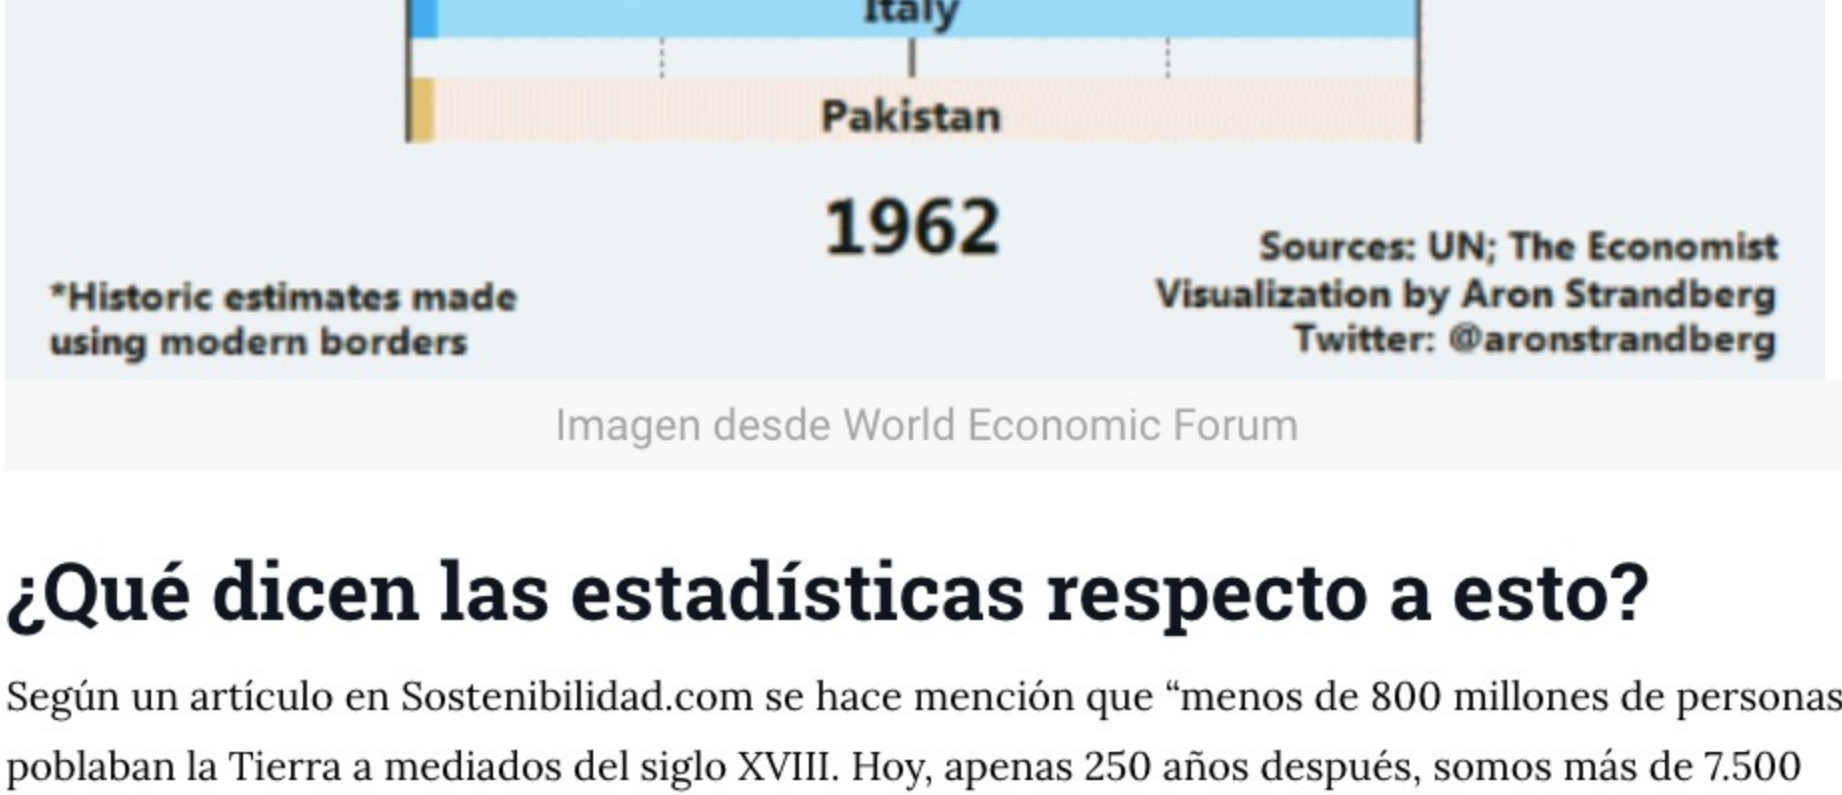 Italy
Pakistan
1962
*Historic estimates made
using modern borders
Sources: UN; The Economist
Visualization by Aron Strandberg
Twitter: @aronstrandberg
Imagen desde World Economic Forum
¿Qué dicen las estadísticas respecto a esto?
Según un artículo en Sostenibilidad.com se hace mención que “menos de 800 millones de personas
poblaban la Tierra a mediados del siglo XVIII. Hoy, apenas 250 años después, somos más de 7.500